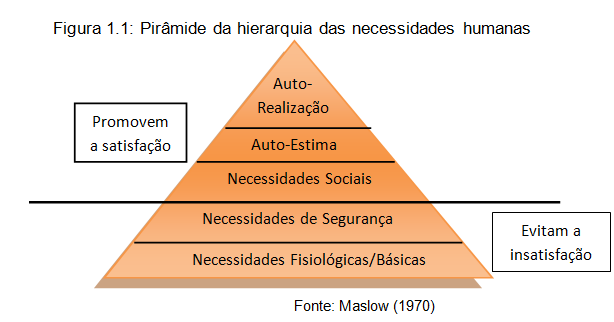 Figura 1.1: Pirâmide da hierarquia das necessidades humanas
Auto-
Realização
Promovem
a satisfação
Auto-Estima
Necessidades Sociais
Necessidades de Segurança
Evitam a
insatisfação
Necessidades Fisiológicas/Básicas
Fonte: Maslow (1970)